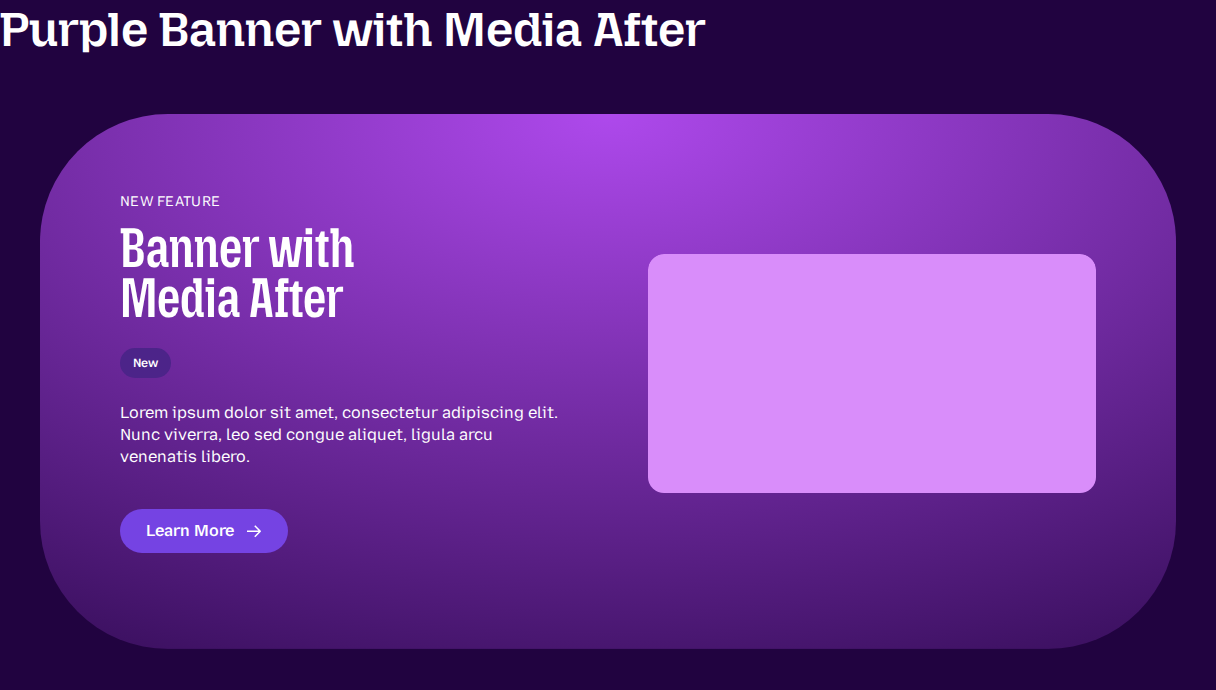 Purple Banner with Media After
NEW FEATURE
Banner with
Media After
New
Lorem ipsum dolor sit amet, consectetur adipiscing elit.
Nunc viverra, leo sed congue aliquet, ligula arcu
venenatis libero.
Learn More